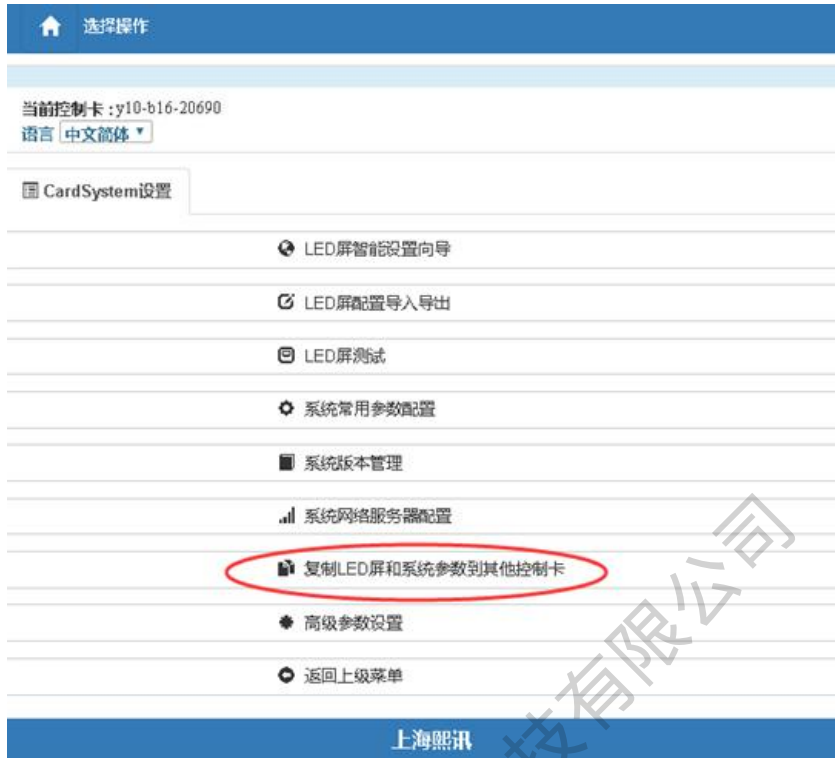 选择操作
当前控制卡 :y10-b16-20690
语言 中文简体
CardSystem设置
LED屏智能设置向导
LED屏配置导入导出
LED屏测试
系统常用参数配置
系统版本管理
系统网络服务器配置
复制LED屏和系统参数到其他控制卡
高级参数设置
返回上级菜单
上海熙讯
技有限公司